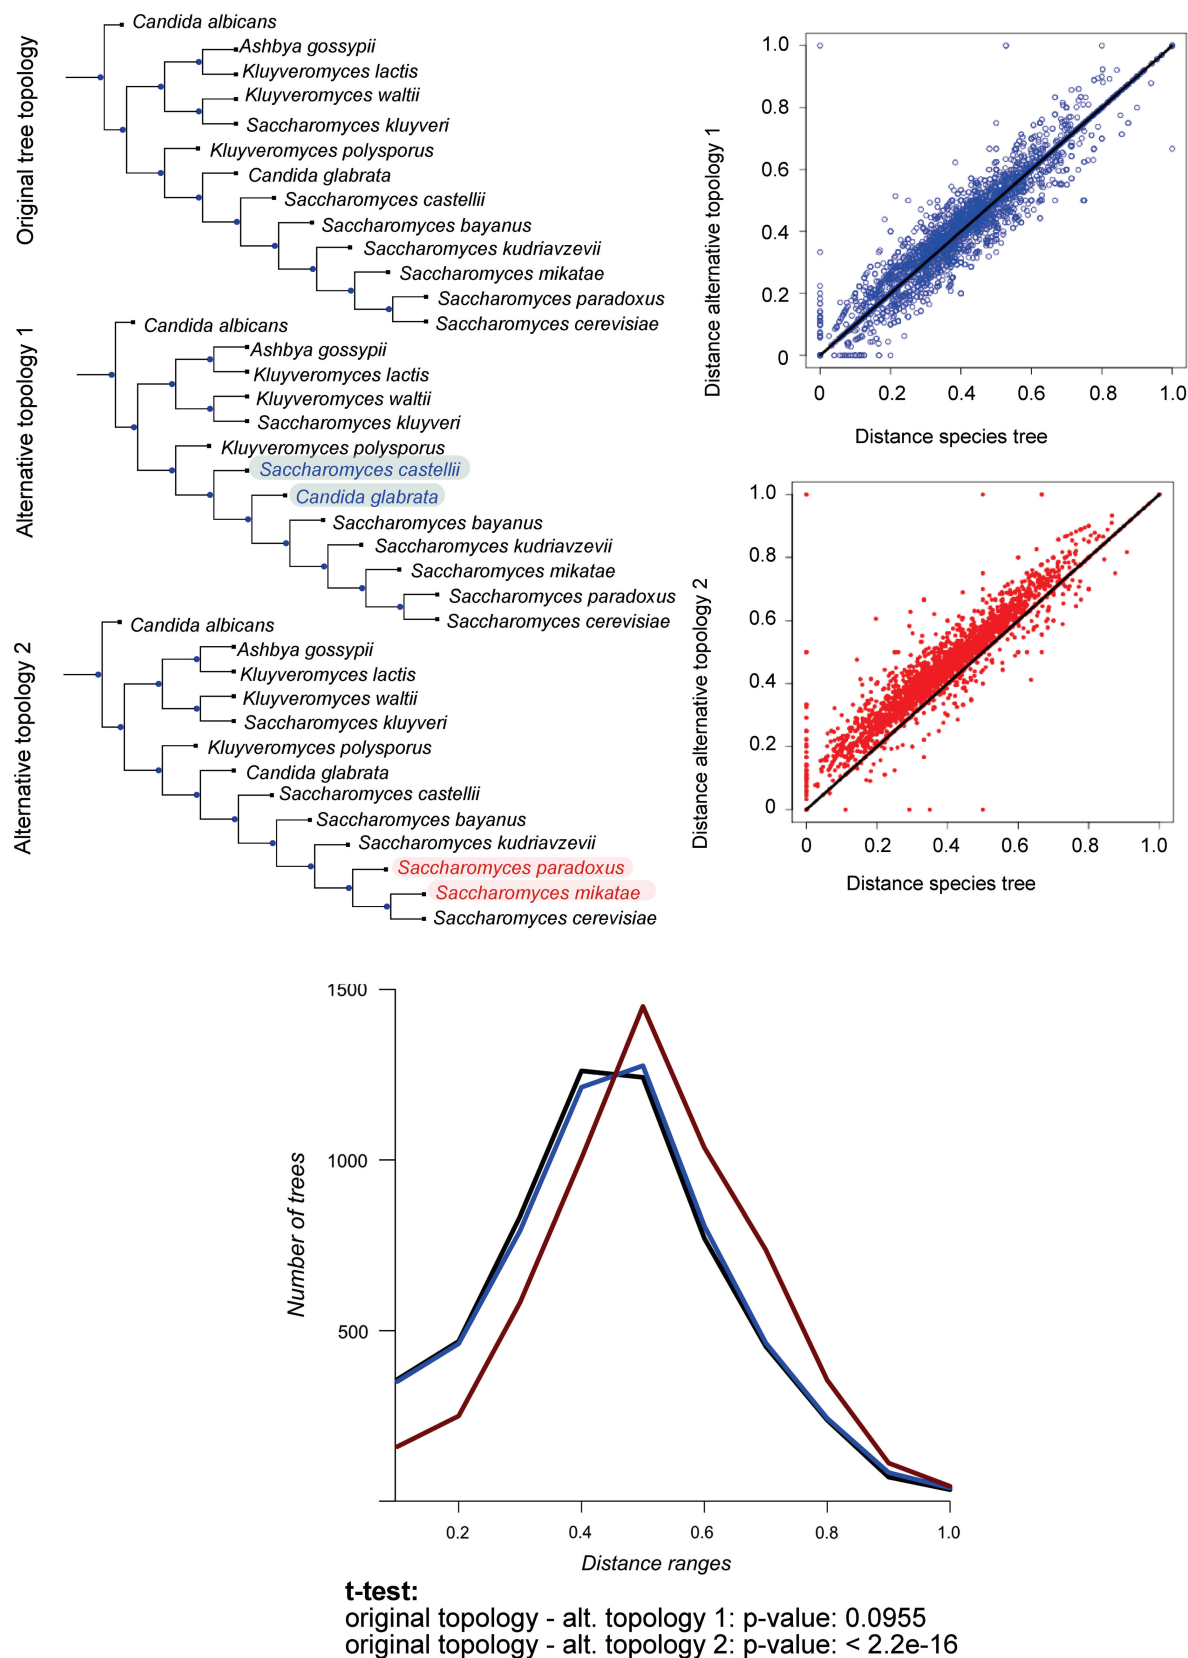 Original tree topology
Candida albicans
Ashbya gossypii
Kluyveromyces lactis
Kluyveromyces waltii
Saccharomyces kluyveri
Kluyveromyces polysporus
Candida glabrata
Saccharomyces castellii
Saccharomyces bayanus
Saccharomyces kudriavzevii
Saccharomyces mikatae
Saccharomyces paradoxus
Saccharomyces cerevisiae
Alternative topology 1
Candida albicans
Ashbya gossypii
Kluyveromyces lactis
Kluyveromyces waltii
Saccharomyces kluyveri
Kluyveromyces polysporus
Saccharomyces castellii
Candida glabrata
Saccharomyces bayanus
Saccharomyces kudriavzevii
Saccharomyces mikatae
Saccharomyces paradoxus
Saccharomyces cerevisiae
Alternative topology 2
Candida albicans
Ashbya gossypii
Kluyveromyces lactis
Kluyveromyces waltii
Saccharomyces kluyveri
Kluyveromyces polysporus
Candida glabrata
Saccharomyces castellii
Saccharomyces bayanus
Saccharomyces kudriavzevii
Saccharomyces paradoxus
Saccharomyces mikatae
Saccharomyces cerevisiae
Distance alternative topology 1
1.0
0.8
0.6
0.4
0.2
0
0 0.2 0.4 0.6 0.8 1.0
Distance species tree
Distance alternative topology 2
1.0
0.8
0.6
0.4
0.2
0
0 0.2 0.4 0.6 0.8 1.0
Distance species tree
Number of trees
1500
1000
500
0.2 0.4 0.6 0.8 1.0
Distance ranges
t-test:
original topology - alt. topology 1: p-value: 0.0955
original topology - alt. topology 2: p-value: < 2.2e-16